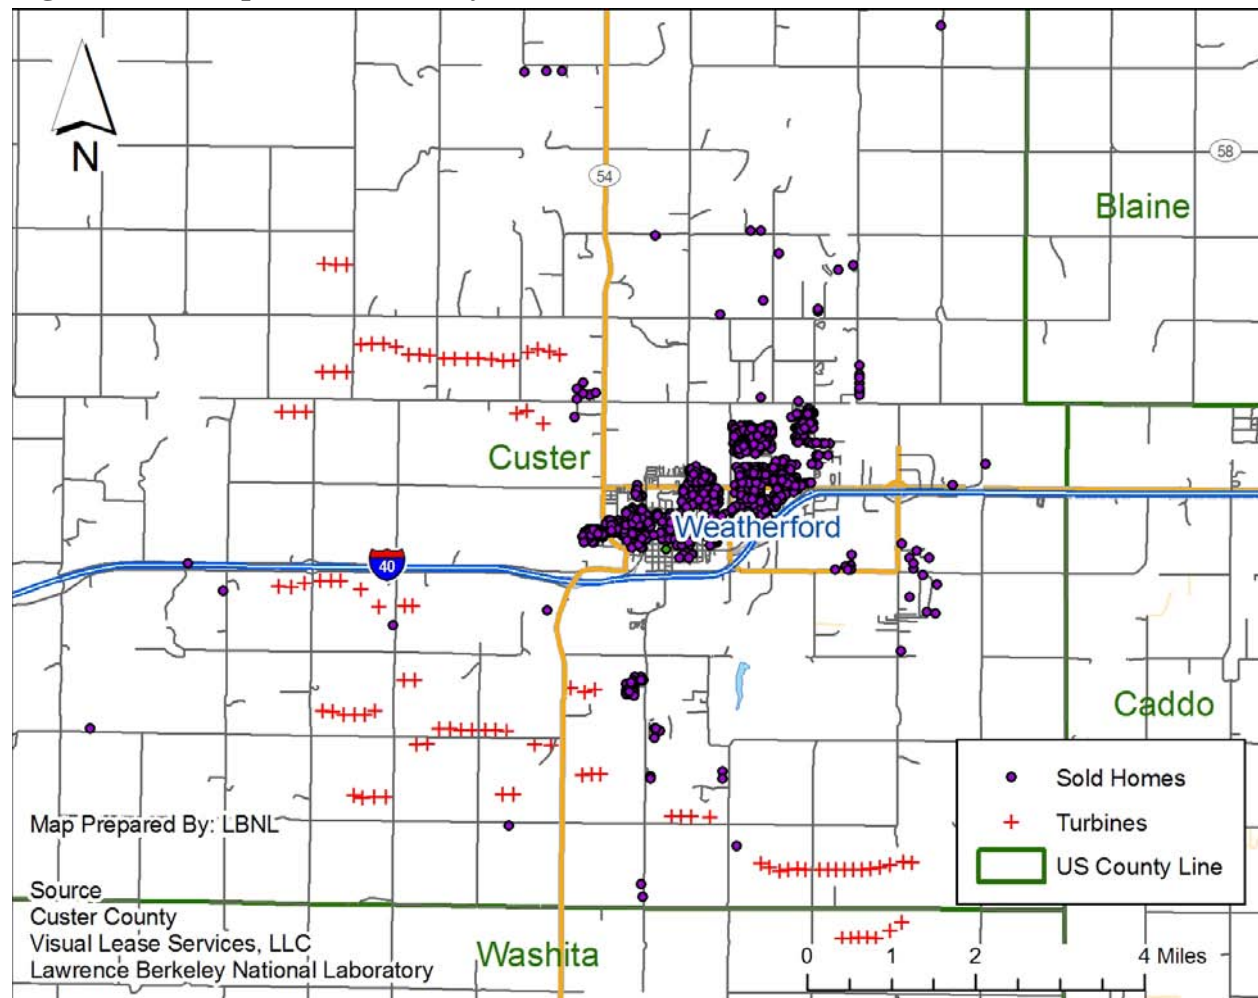 N
54
58
Blaine
Custer
Weatherford
40
Caddo
Sold Homes
Turbines
US County Line
Map Prepared By: LBNL
Source
Custer County
Visual Lease Services, LLC
Lawrence Berkeley National Laboratory
Washita
0 1 2 4 Miles